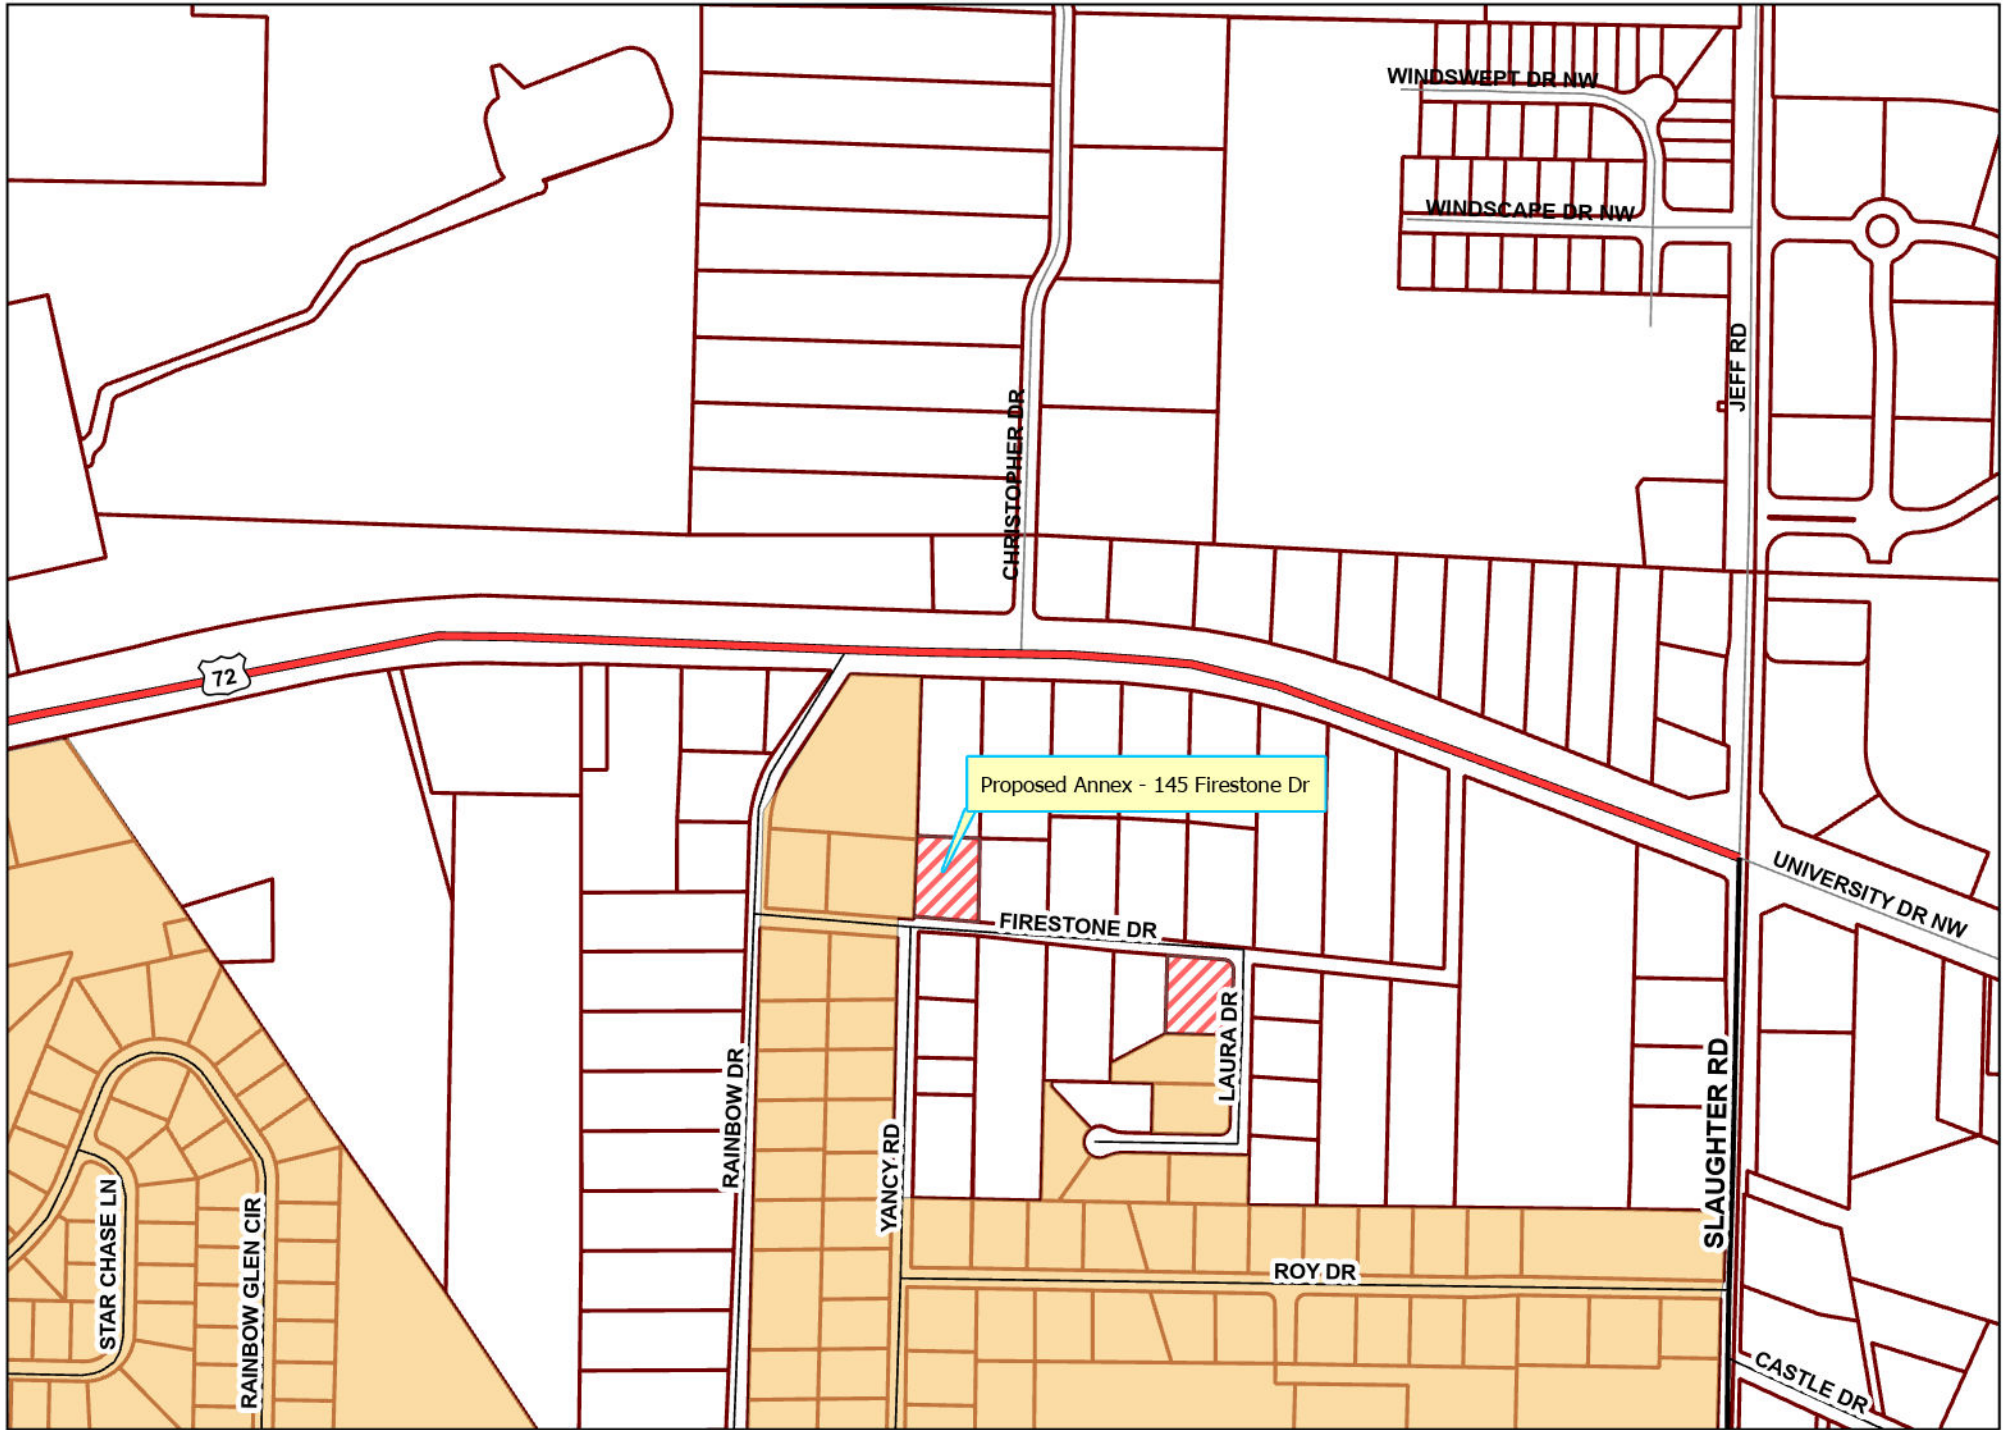 WINDSWEPT DR NW
WINDSCAPE DR NW
JEFF RD
CHRISTOPHER DR
72
Proposed Annex - 145 Firestone Dr
UNIVERSITY DR NW
FIRESTONE DR
LAURA DR
RAINBOW DR
YANCY RD
SLAUGHTER RD
STAR CHASE LN
RAINBOW GLEN CIR
ROY DR
CASTLE DR